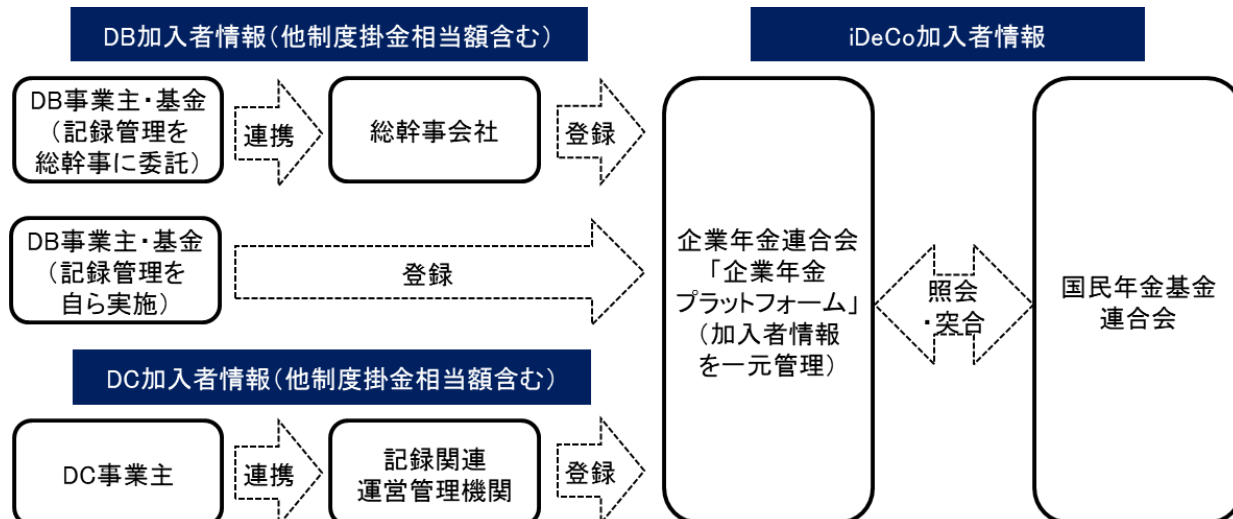 DB加入者情報（他制度掛金相当額含む）
iDeCo加入者情報
DB事業主・基金
（記録管理を
総幹事に委託）
連携
総幹事会社
登録
DB事業主・基金
（記録管理を
自ら実施）
登録
企業年金連合会
「企業年金
プラットフォーム」
（加入者情報
を一元管理）
照会
・突合
国民年金基金
連合会
DC加入者情報（他制度掛金相当額含む）
DC事業主
連携
記録関連
運営管理機関
登録